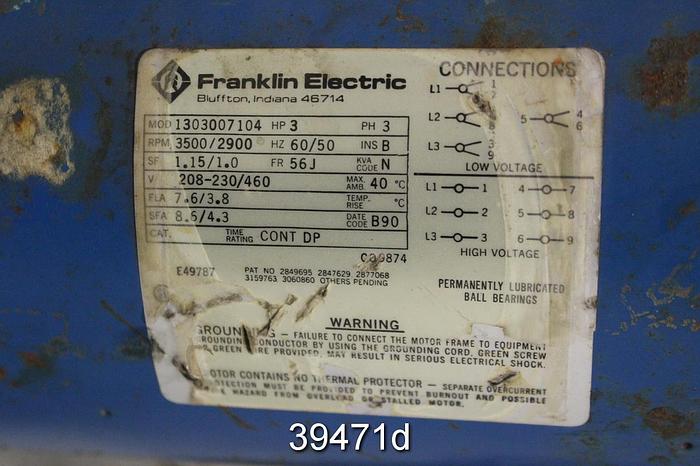 Franklin Electric
Bluffton, Indiana 46714
MOD 1303007104 HP 3 PH 3
RPM 3500/2900 HZ 60/50 INS B
SF 1.15/1.0 FR 56J KVA CODE N
V 208-230/460 MAX. AMB. 40 °C
FLA 7.6/3.8 TEMP. RISE °C
SFA 8.6/4.3 DATE CODE B90
CAT. TIME RATING CONT DP
E49787
PAT NO 2849695 2847629 2877068
3159763 3060860 OTHERS PENDING
CONNECTIONS
L1 1
L2 5 4 6
L3 3 9
LOW VOLTAGE
L1 1 4 7
L2 2 5 8
L3 3 6 9
HIGH VOLTAGE
PERMANENTLY LUBRICATED
BALL BEARINGS
WARNING
GROUNDING - FAILURE TO CONNECT THE MOTOR FRAME TO EQUIPMENT
GROUNDING CONDUCTOR BY USING THE GROUNDING CORD, GREEN SCREW
GREEN WIRE PROVIDED, MAY RESULT IN SERIOUS ELECTRICAL SHOCK.
MOTOR CONTAINS NO THERMAL PROTECTOR - SEPARATE OVERCURRENT
PROTECTION MUST BE PROVIDED TO PREVENT BURNOUT AND POSSIBLE
HAZARD FROM OVERLOAD OR STALLED MOTOR.
39471d